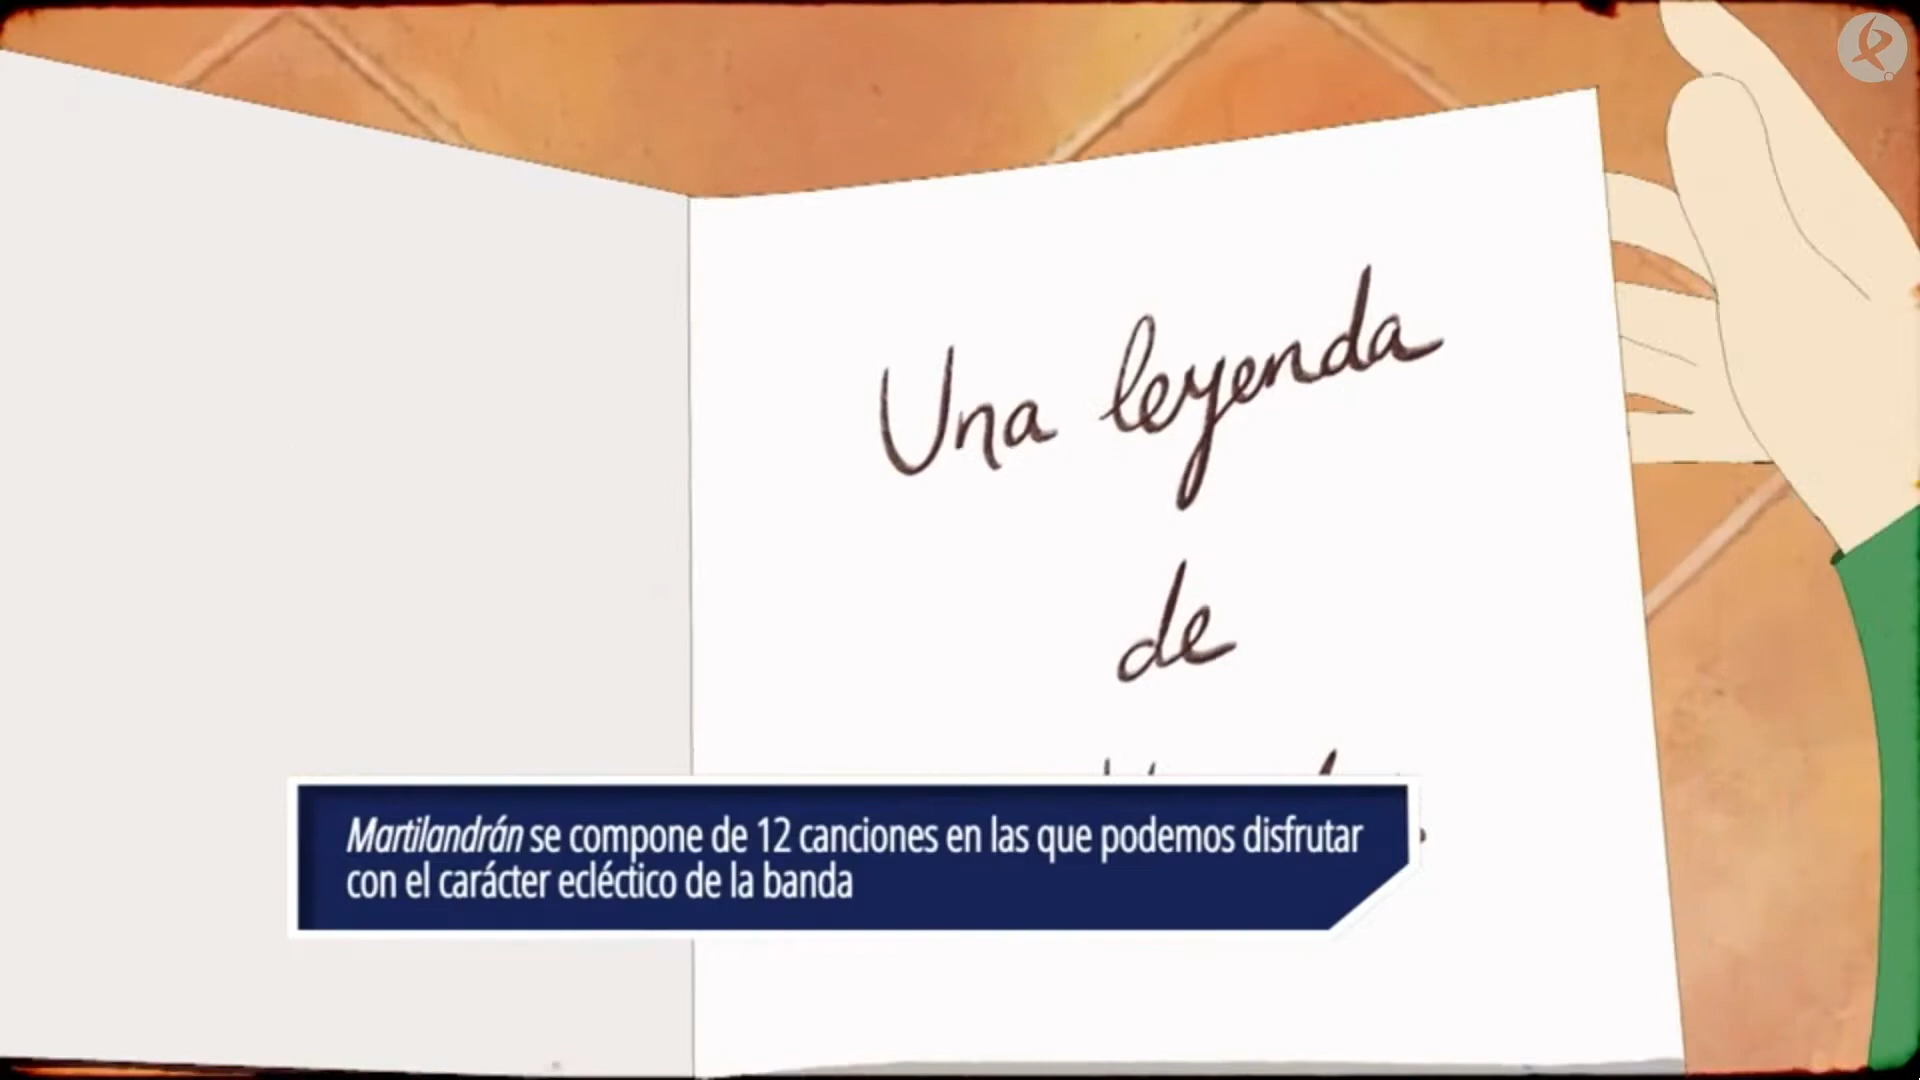 Una leyenda
de
Martilandrán se compone de 12 canciones en las que podemos disfrutar
con el carácter ecléctico de la banda